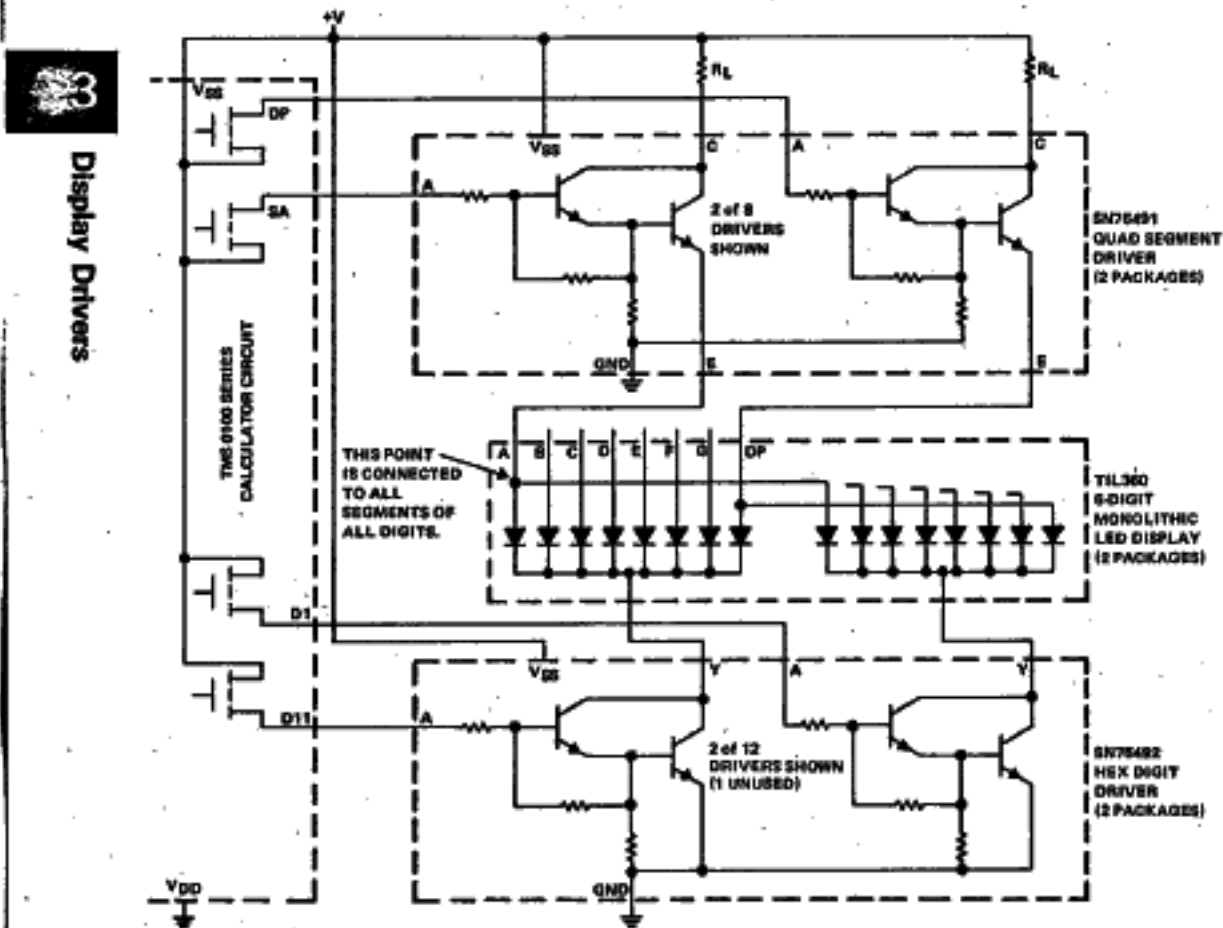 3
Display Drivers
+V
VSS
DP
SA
TMS 0100 SERIES
CALCULATOR CIRCUIT
D1
D11
VDD
RL
RL
VSS
C
A
C
A
2 of 8
DRIVERS
SHOWN
GND
E
E
SN75491
QUAD SEGMENT
DRIVER
(2 PACKAGES)
THIS POINT
IS CONNECTED
TO ALL
SEGMENTS OF
ALL DIGITS.
A B C D E F G DP
TIL360
6-DIGIT
MONOLITHIC
LED DISPLAY
(2 PACKAGES)
VSS
Y
A
Y
A
2 of 12
DRIVERS SHOWN
(1 UNUSED)
GND
SN75492
HEX DIGIT
DRIVER
(2 PACKAGES)